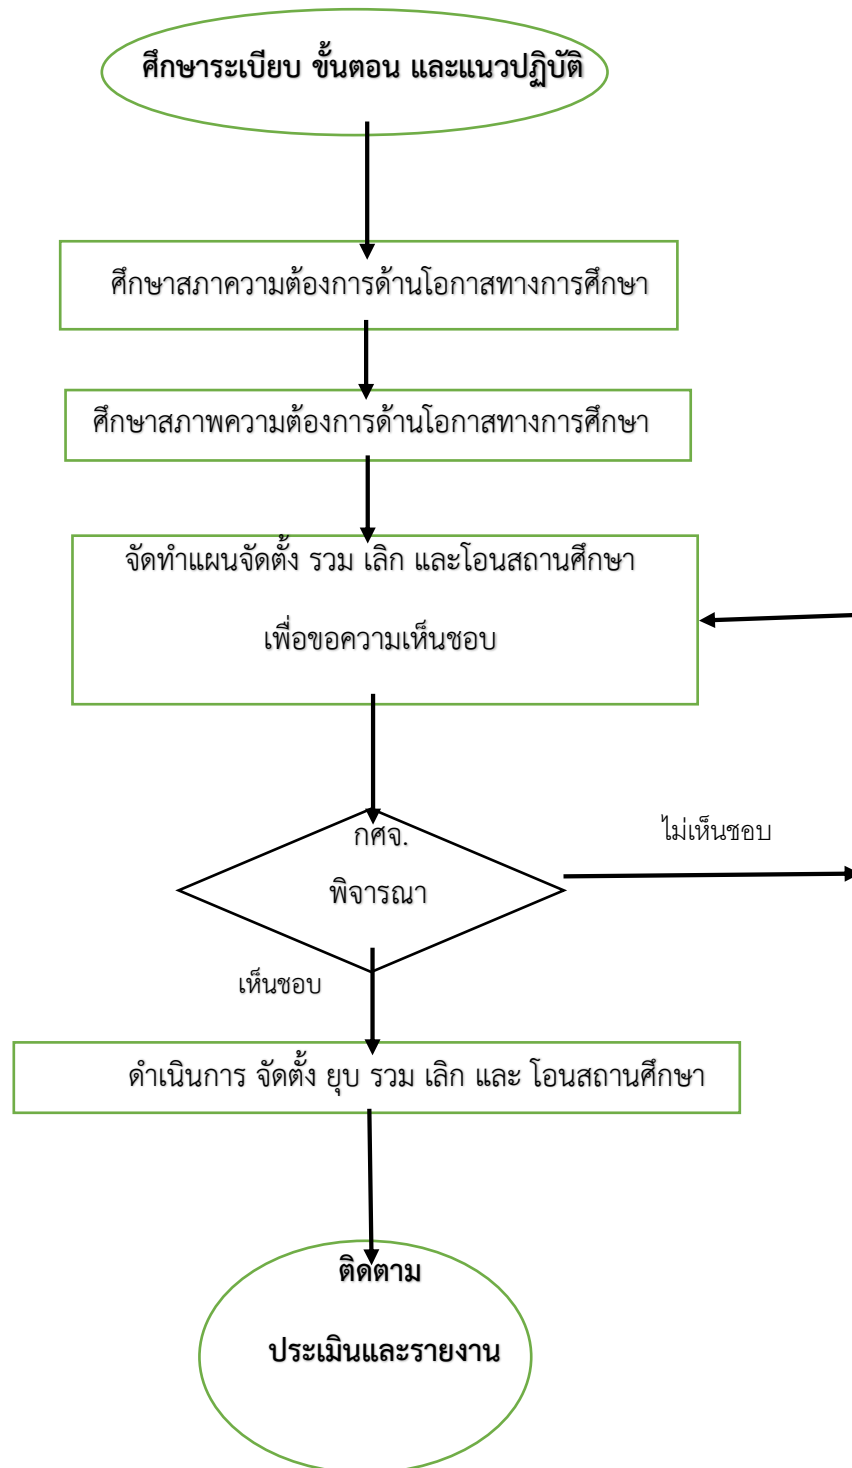 ศึกษาระเบียบ ขั้นตอน และแนวปฏิบัติ
ศึกษาสภาความต้องการด้านโอกาสทางการศึกษา
ศึกษาสภาพความต้องการด้านโอกาสทางการศึกษา
จัดทำแผนจัดตั้ง รวม เลิก และโอนสถานศึกษา
เพื่อขอความเห็นชอบ
กศจ.
ไม่เห็นชอบ
พิจารณา
เห็นชอบ
ดำเนินการ จัดตั้ง ยุบ รวม เลิก และ โอนสถานศึกษา
ติดตาม
ประเมินและรายงาน